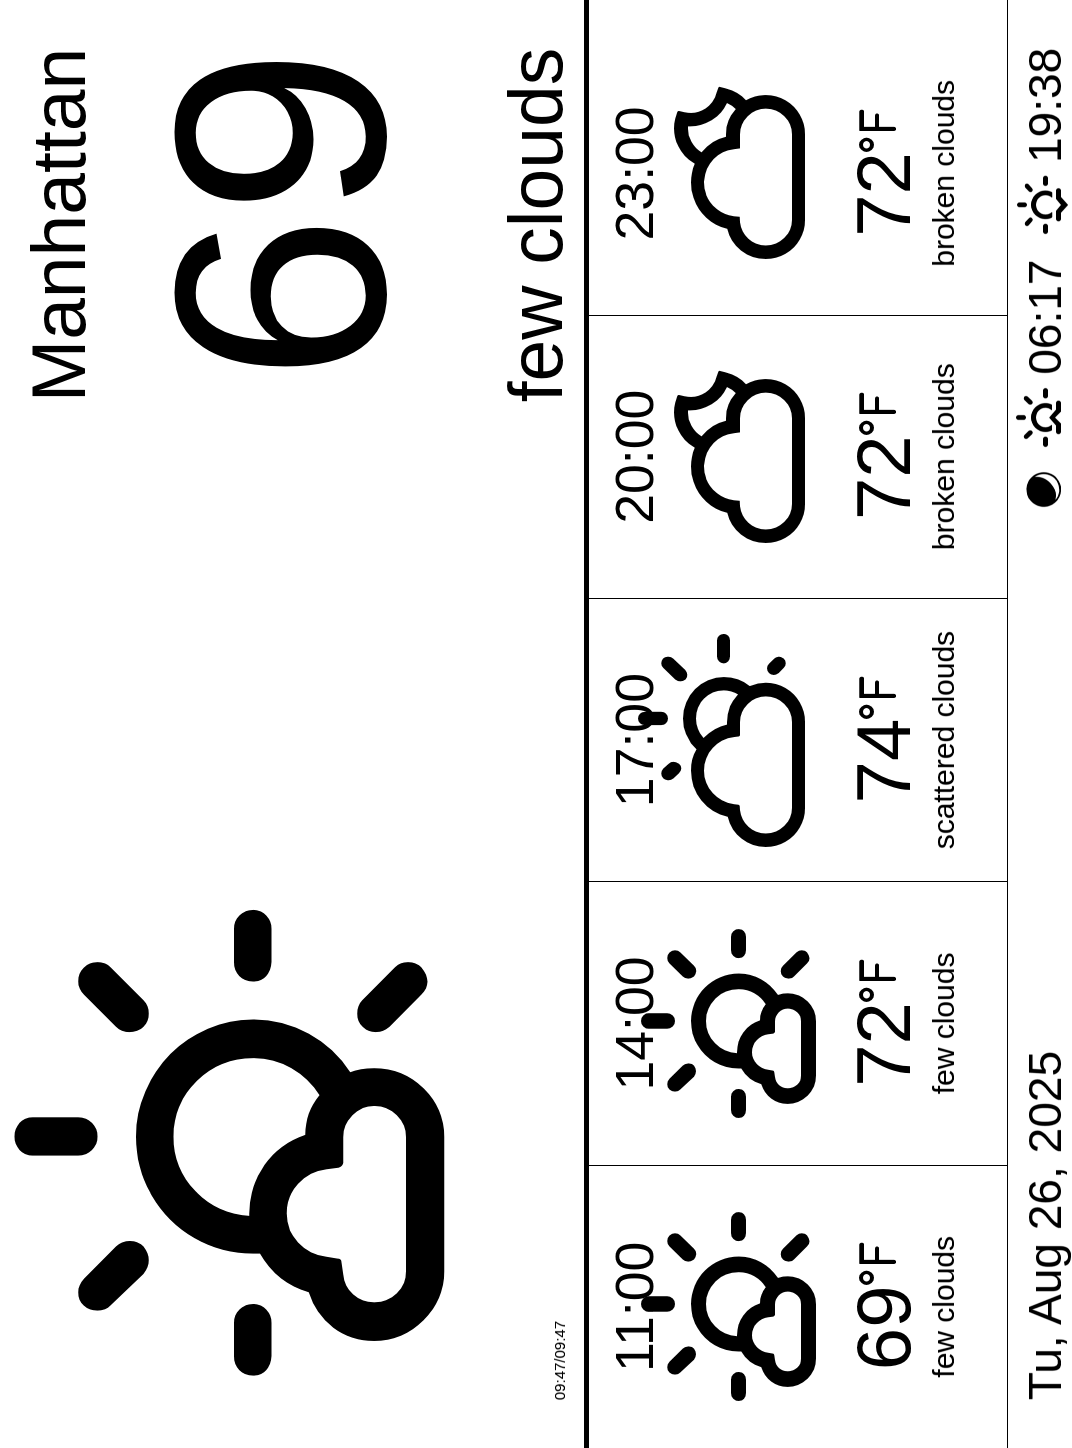 Manhattan
69
few clouds
09:47/09:47
11:00
69°F
few clouds
14:00
72°F
few clouds
17:00
74°F
scattered clouds
20:00
72°F
broken clouds
23:00
72°F
broken clouds
Tu, Aug 26, 2025
06:17 19:38